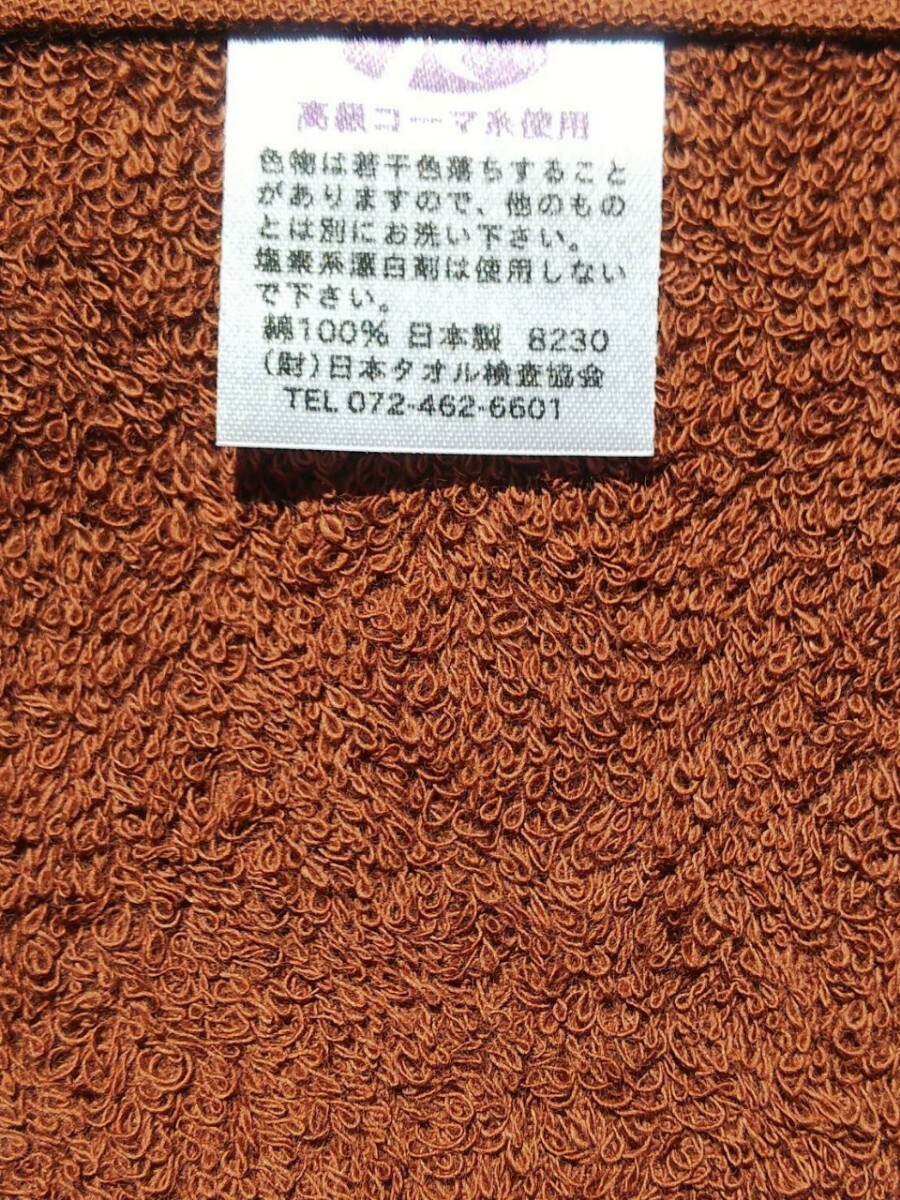 高級コーマ糸使用
色物は若干色落ちすること
がありますので、他のもの
とは別にお洗い下さい。
塩素系漂白剤は使用しない
で下さい。
綿100% 日本製 8230
(財)日本タオル検査協会
TEL 072-462-6601